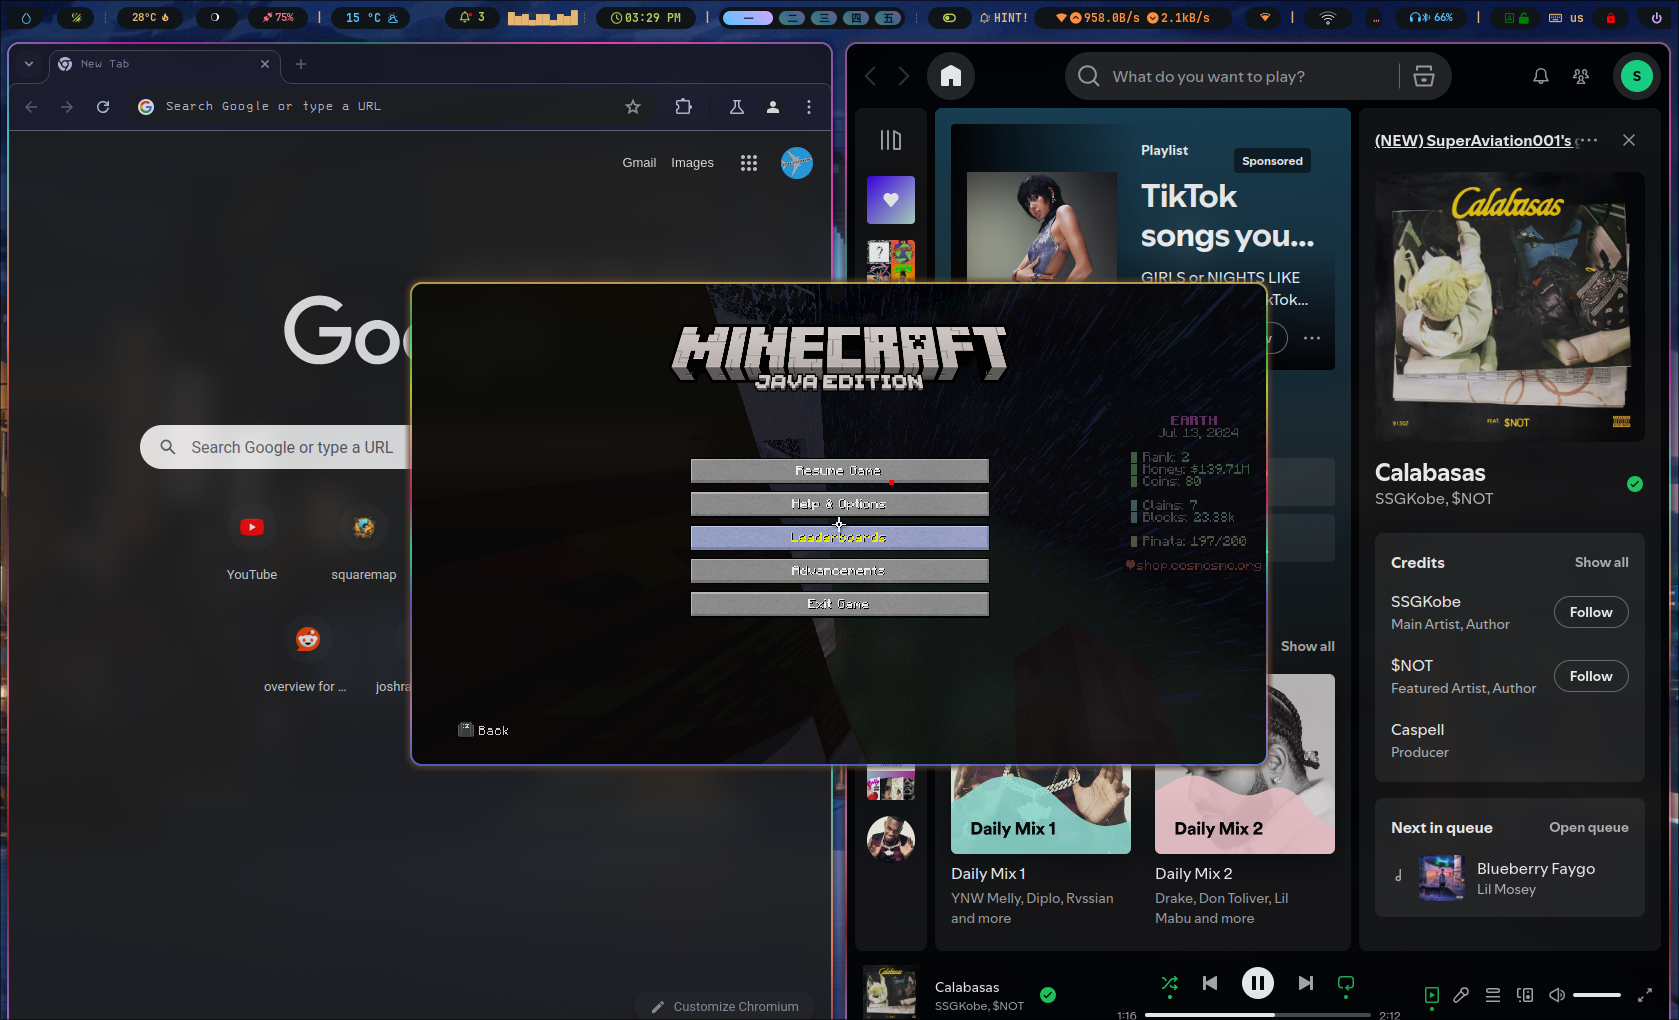 28°C
75%
15 °C
3
03:29 PM
一 二 三 四 五
HINT!
958.0B/s 2.1kB/s
...
66%
A
us
New Tab
Search Google or type a URL
Gmail Images
Search Google or type a URL
YouTube
squaremap
overview for ...
Customize Chromium
What do you want to play?
S
Playlist
Sponsored
TikTok
songs you...
GIRLS or NIGHTS LIKE
kTok...
Show all
Daily Mix 1
Daily Mix 2
Daily Mix 1
YNW Melly, Diplo, Rvssian
and more
Daily Mix 2
Drake, Don Toliver, Lil
Mabu and more
(NEW) SuperAviation001's
Calabasas
FEAT. $NOT
Calabasas
SSGKobe, $NOT
Credits
Show all
SSGKobe
Main Artist, Author
Follow
$NOT
Featured Artist, Author
Follow
Caspell
Producer
Next in queue
Open queue
Blueberry Faygo
Lil Mosey
MINECRAFT
JAVA EDITION
Resume Game
Help & Options
Leaderboards
Advancements
Exit Game
Back
EARTH
Jul 13, 2024
Rank: 2
Money: $139.71M
Coins: 80
Claims: 7
Blocks: 23.38k
Pinata: 197/200
shop.cosmosmc.org
Calabasas
SSGKobe, $NOT
1:16
2:12